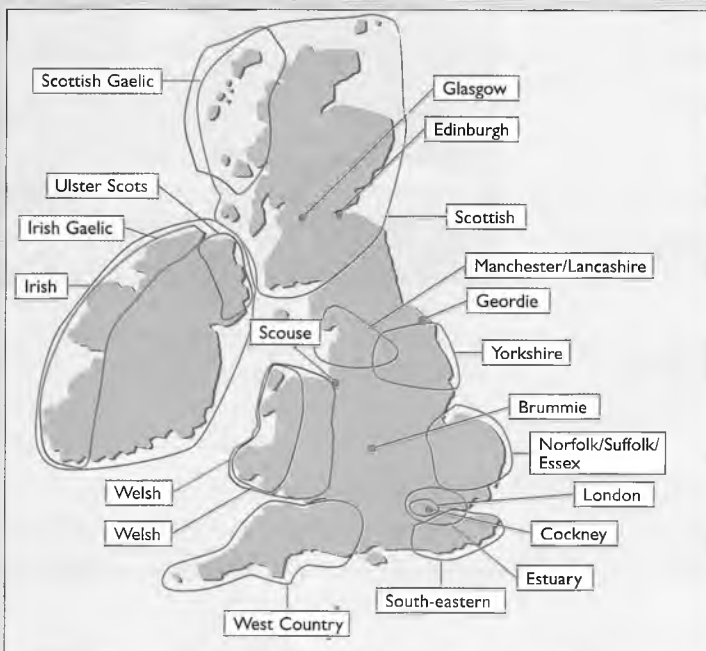 Scottish Gaelic
Glasgow
Edinburgh
Ulster Scots
Irish Gaelic
Scottish
Irish
Manchester/Lancashire
Geordie
Scouse
Yorkshire
Brummie
Norfolk/Suffolk/
Essex
Welsh
London
Welsh
Cockney
Estuary
South-eastern
West Country